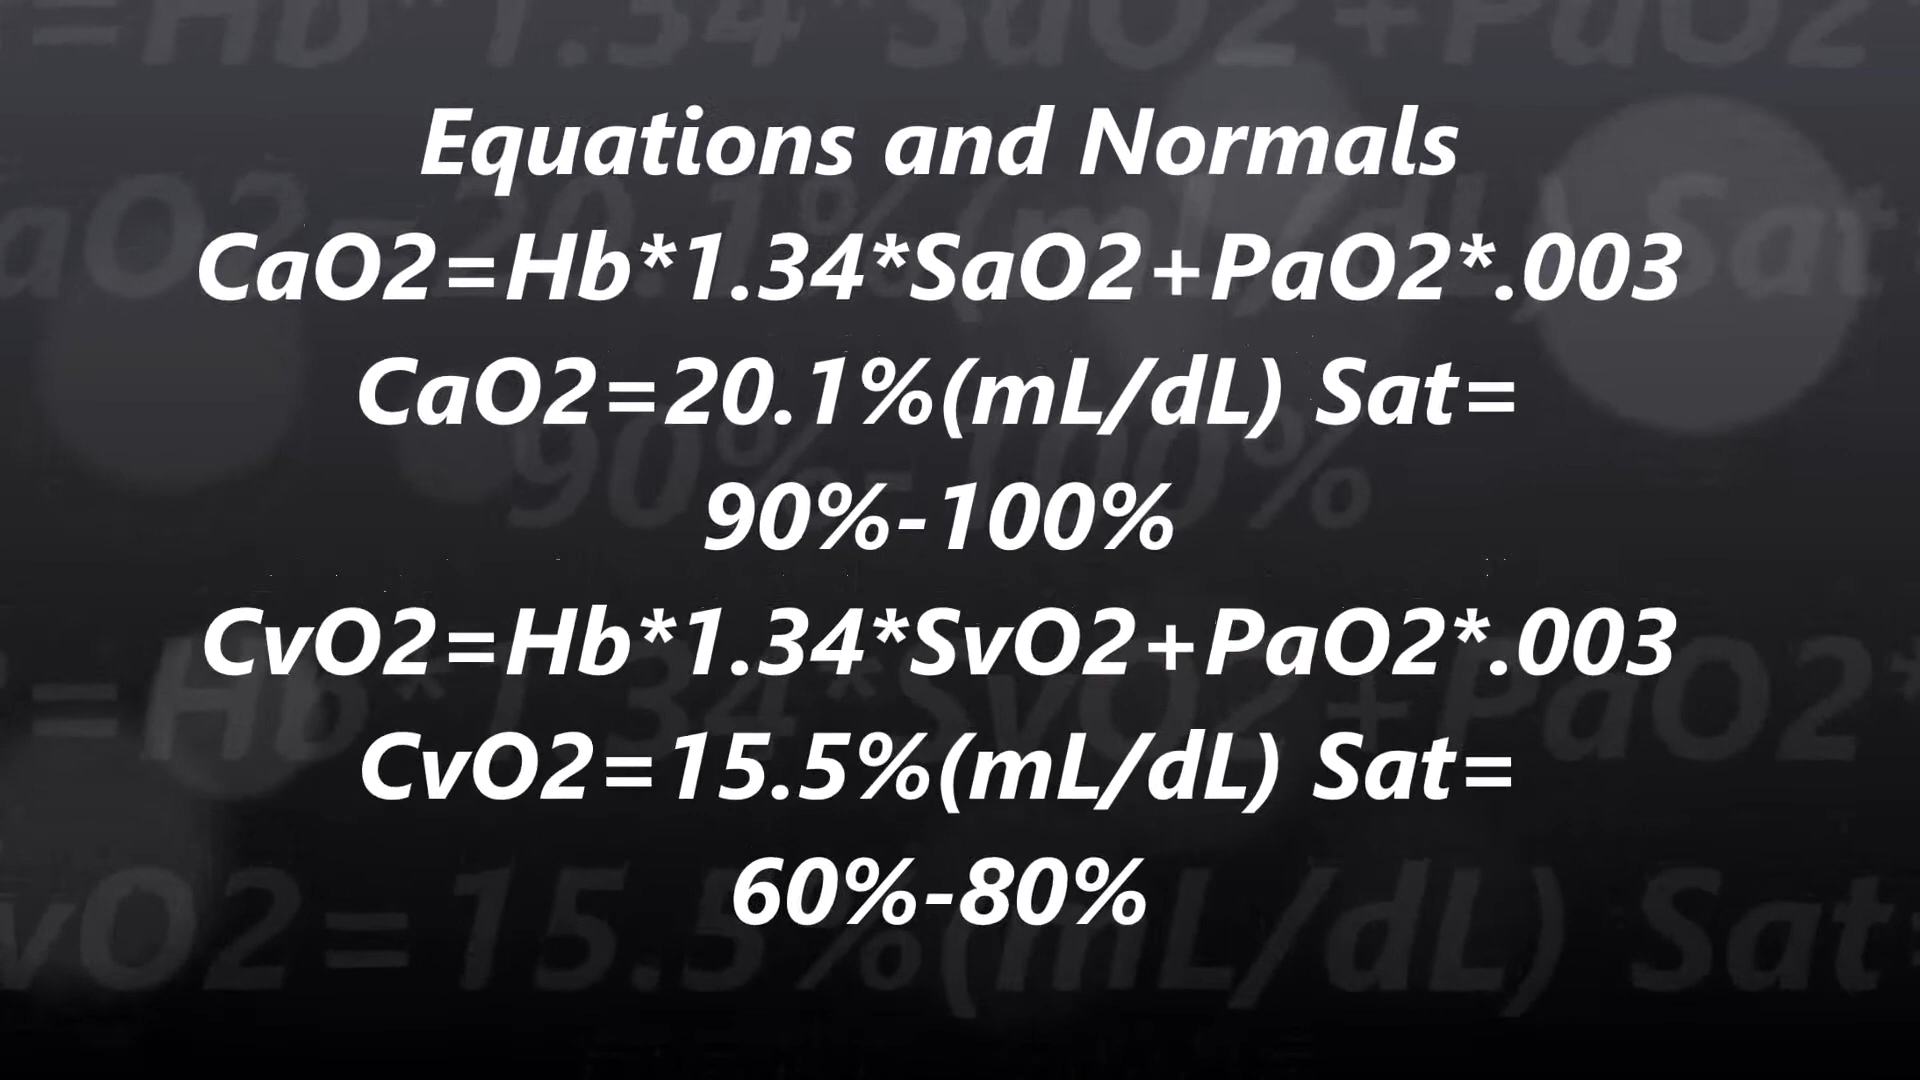 Equations and Normals
CaO2=Hb*1.34*SaO2+PaO2*.003
CaO2=20.1%(mL/dL) Sat=
90%-100%
CvO2=Hb*1.34*SvO2+PaO2*.003
CvO2=15.5%(mL/dL) Sat=
60%-80%